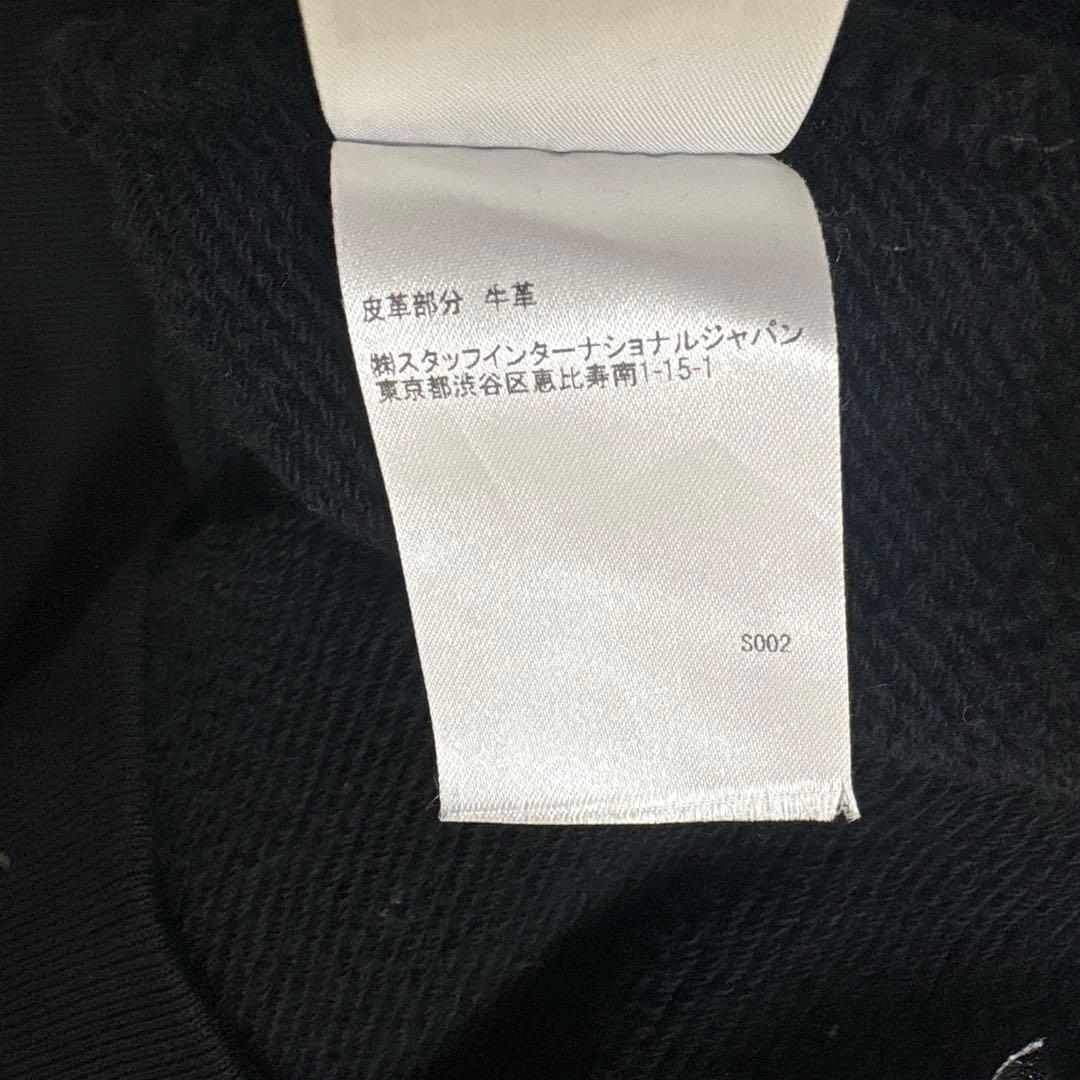 皮革部分 牛革
㈱スタッフインターナショナルジャパン
東京都渋谷区恵比寿南1-15-1
S002